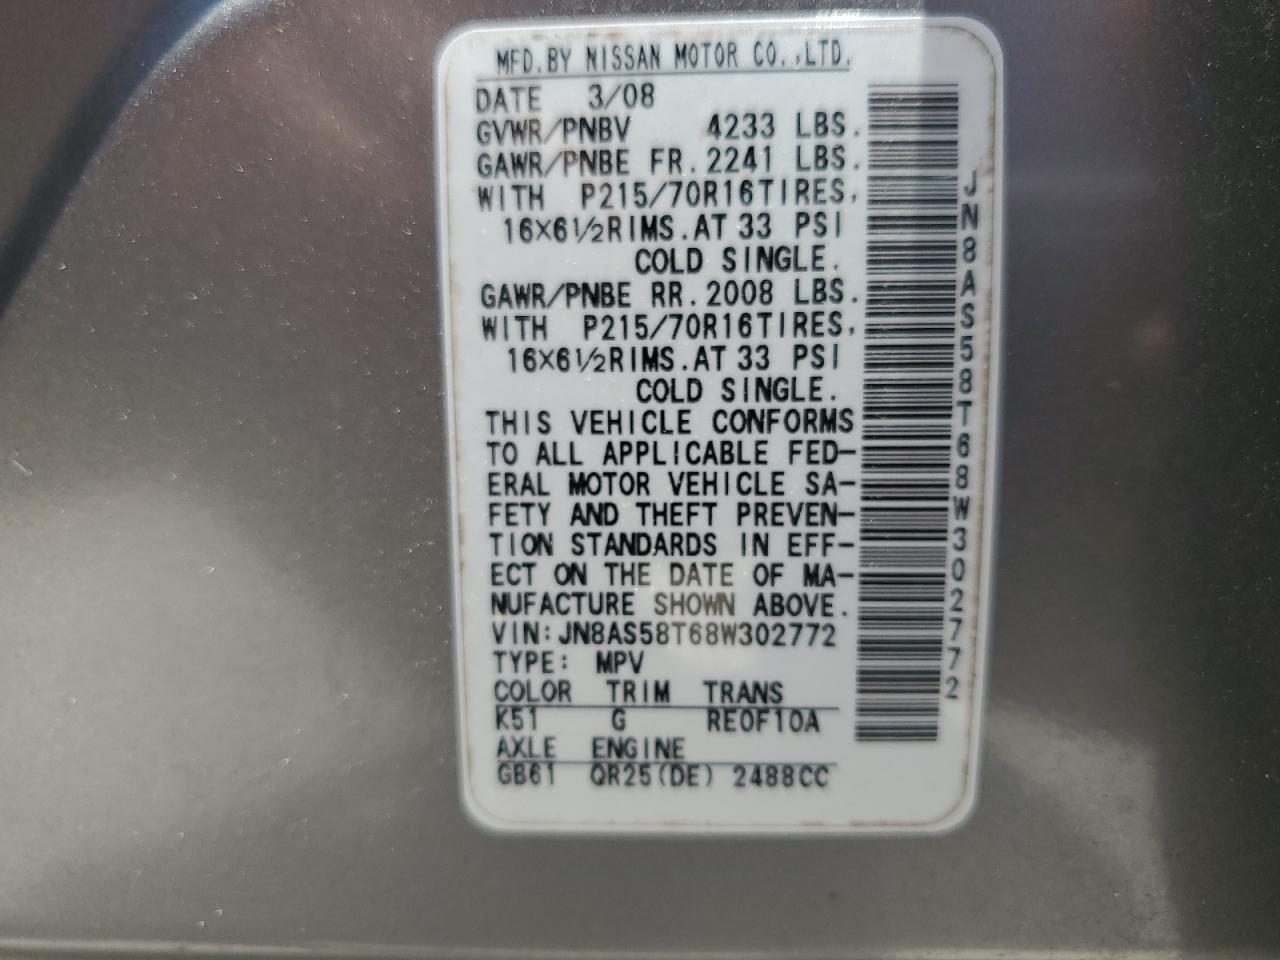 MFD.BY NISSAN MOTOR CO.,LTD.
DATE 3/08
GVWR/PNBV 4233 LBS.
GAWR/PNBE FR.2241 LBS.
WITH P215/70R16TIRES,
16×6½RIMS.AT 33 PSI
COLD SINGLE.
GAWR/PNBE RR.2008 LBS.
WITH P215/70R16TIRES,
16×6½RIMS.AT 33 PSI
COLD SINGLE.
THIS VEHICLE CONFORMS
TO ALL APPLICABLE FED-
ERAL MOTOR VEHICLE SA-
FETY AND THEFT PREVEN-
TION STANDARDS IN EFF-
ECT ON THE DATE OF MA-
NUFACTURE SHOWN ABOVE.
VIN:JN8AS58T68W302772
TYPE: MPV
COLOR TRIM TRANS
K51 G RE0F10A
AXLE ENGINE
GB61 QR25(DE) 2488CC
JN8AS58T68W302772